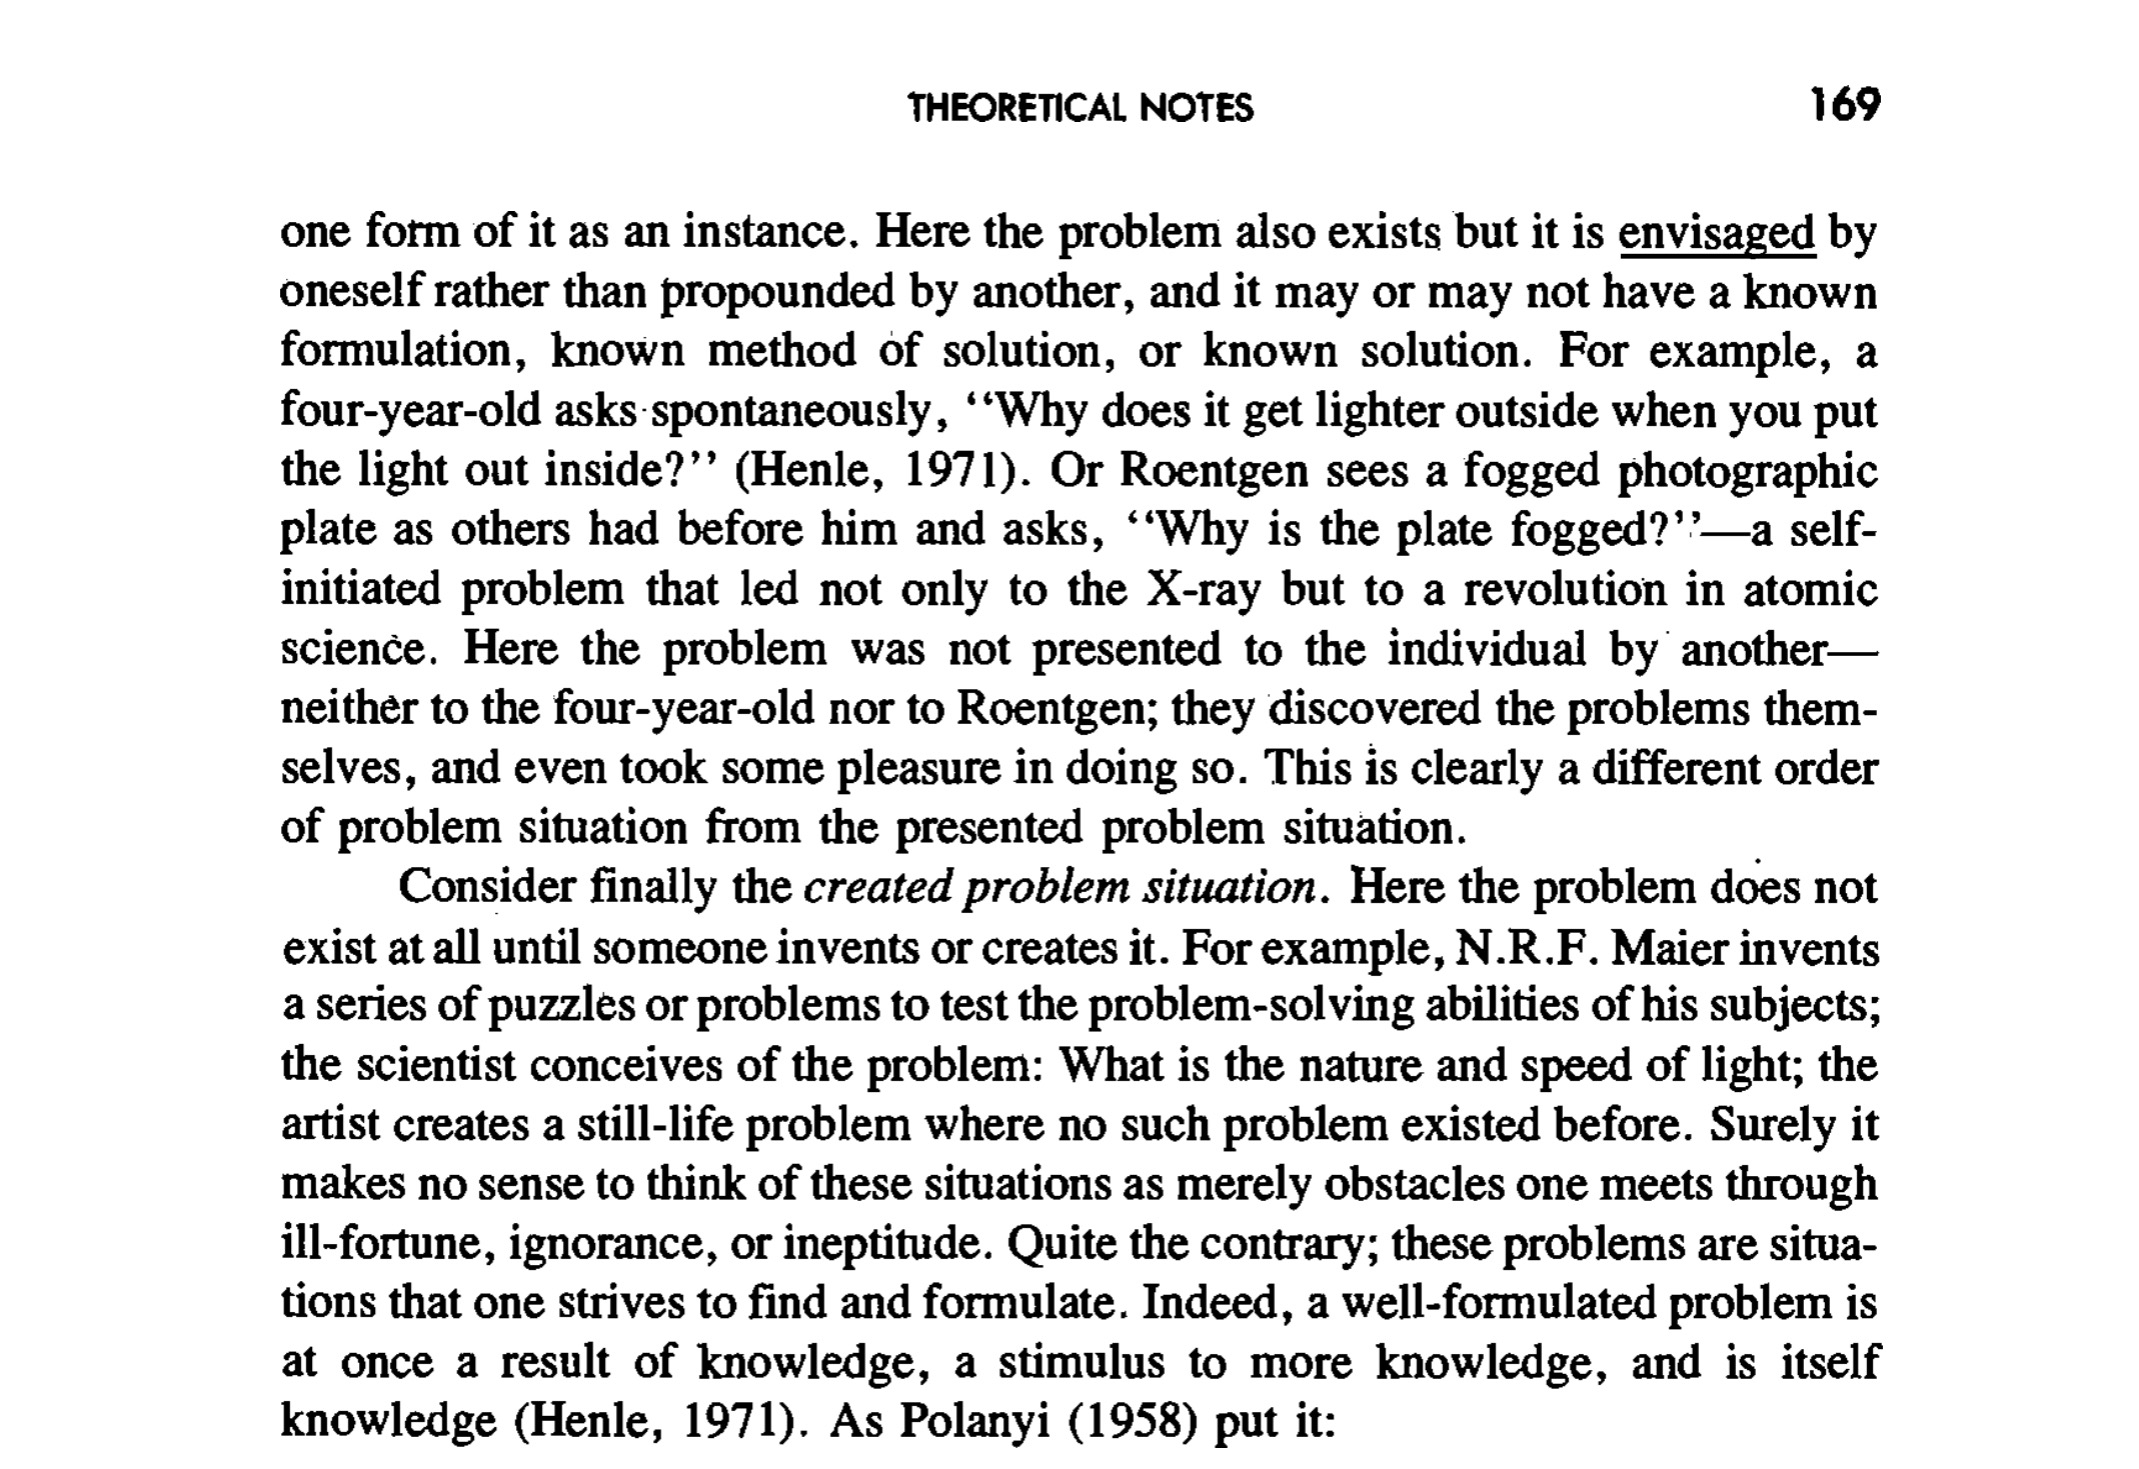 THEORETICAL NOTES 169
one form of it as an instance. Here the problem also exists but it is envisaged by
oneself rather than propounded by another, and it may or may not have a known
formulation, known method of solution, or known solution. For example, a
four-year-old asks spontaneously, ‘‘Why does it get lighter outside when you put
the light out inside?’’ (Henle, 1971). Or Roentgen sees a fogged photographic
plate as others had before him and asks, ‘‘Why is the plate fogged?’’—a self-
initiated problem that led not only to the X-ray but to a revolution in atomic
science. Here the problem was not presented to the individual by another—
neither to the four-year-old nor to Roentgen; they discovered the problems them-
selves, and even took some pleasure in doing so. This is clearly a different order
of problem situation from the presented problem situation.
Consider finally the created problem situation. Here the problem does not
exist at all until someone invents or creates it. For example, N.R.F. Maier invents
a series of puzzles or problems to test the problem-solving abilities of his subjects;
the scientist conceives of the problem: What is the nature and speed of light; the
artist creates a still-life problem where no such problem existed before. Surely it
makes no sense to think of these situations as merely obstacles one meets through
ill-fortune, ignorance, or ineptitude. Quite the contrary; these problems are situa-
tions that one strives to find and formulate. Indeed, a well-formulated problem is
at once a result of knowledge, a stimulus to more knowledge, and is itself
knowledge (Henle, 1971). As Polanyi (1958) put it: